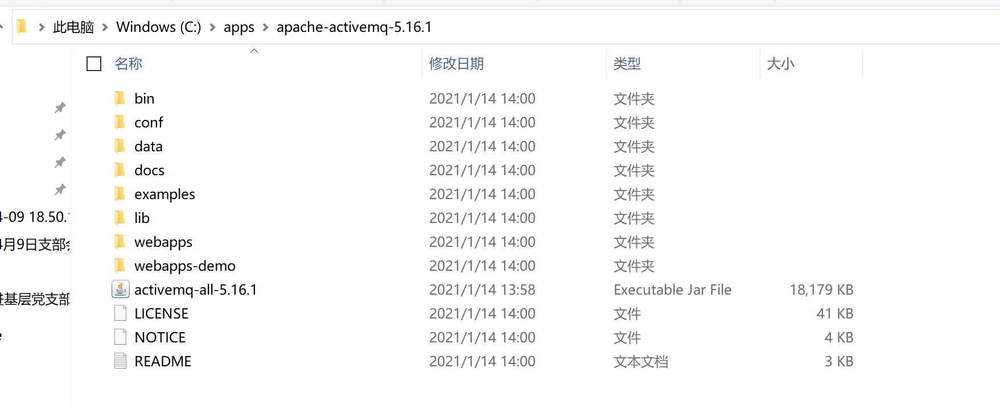 此电脑 Windows (C:) apps apache-activemq-5.16.1
名称 修改日期 类型 大小
bin 2021/1/14 14:00 文件夹
conf 2021/1/14 14:00 文件夹
data 2021/1/14 14:00 文件夹
docs 2021/1/14 14:00 文件夹
examples 2021/1/14 14:00 文件夹
lib 2021/1/14 14:00 文件夹
webapps 2021/1/14 14:00 文件夹
webapps-demo 2021/1/14 14:00 文件夹
activemq-all-5.16.1 2021/1/14 13:58 Executable Jar File 18,179 KB
LICENSE 2021/1/14 14:00 文件 41 KB
NOTICE 2021/1/14 14:00 文件 4 KB
README 2021/1/14 14:00 文本文档 3 KB
-09 18.50.
月9日支部
基层党支部